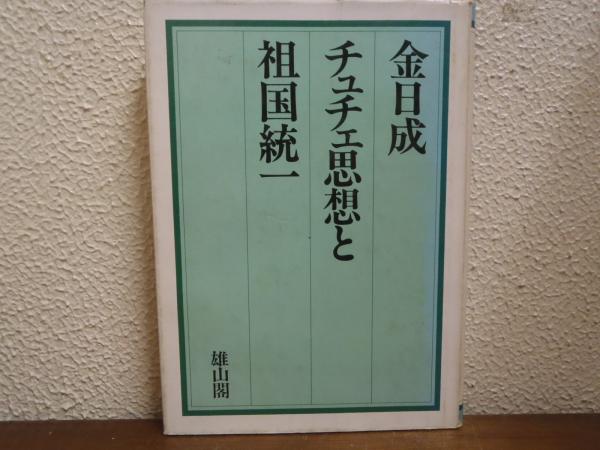 金日成
チュチェ思想と
祖国統一
雄山閣